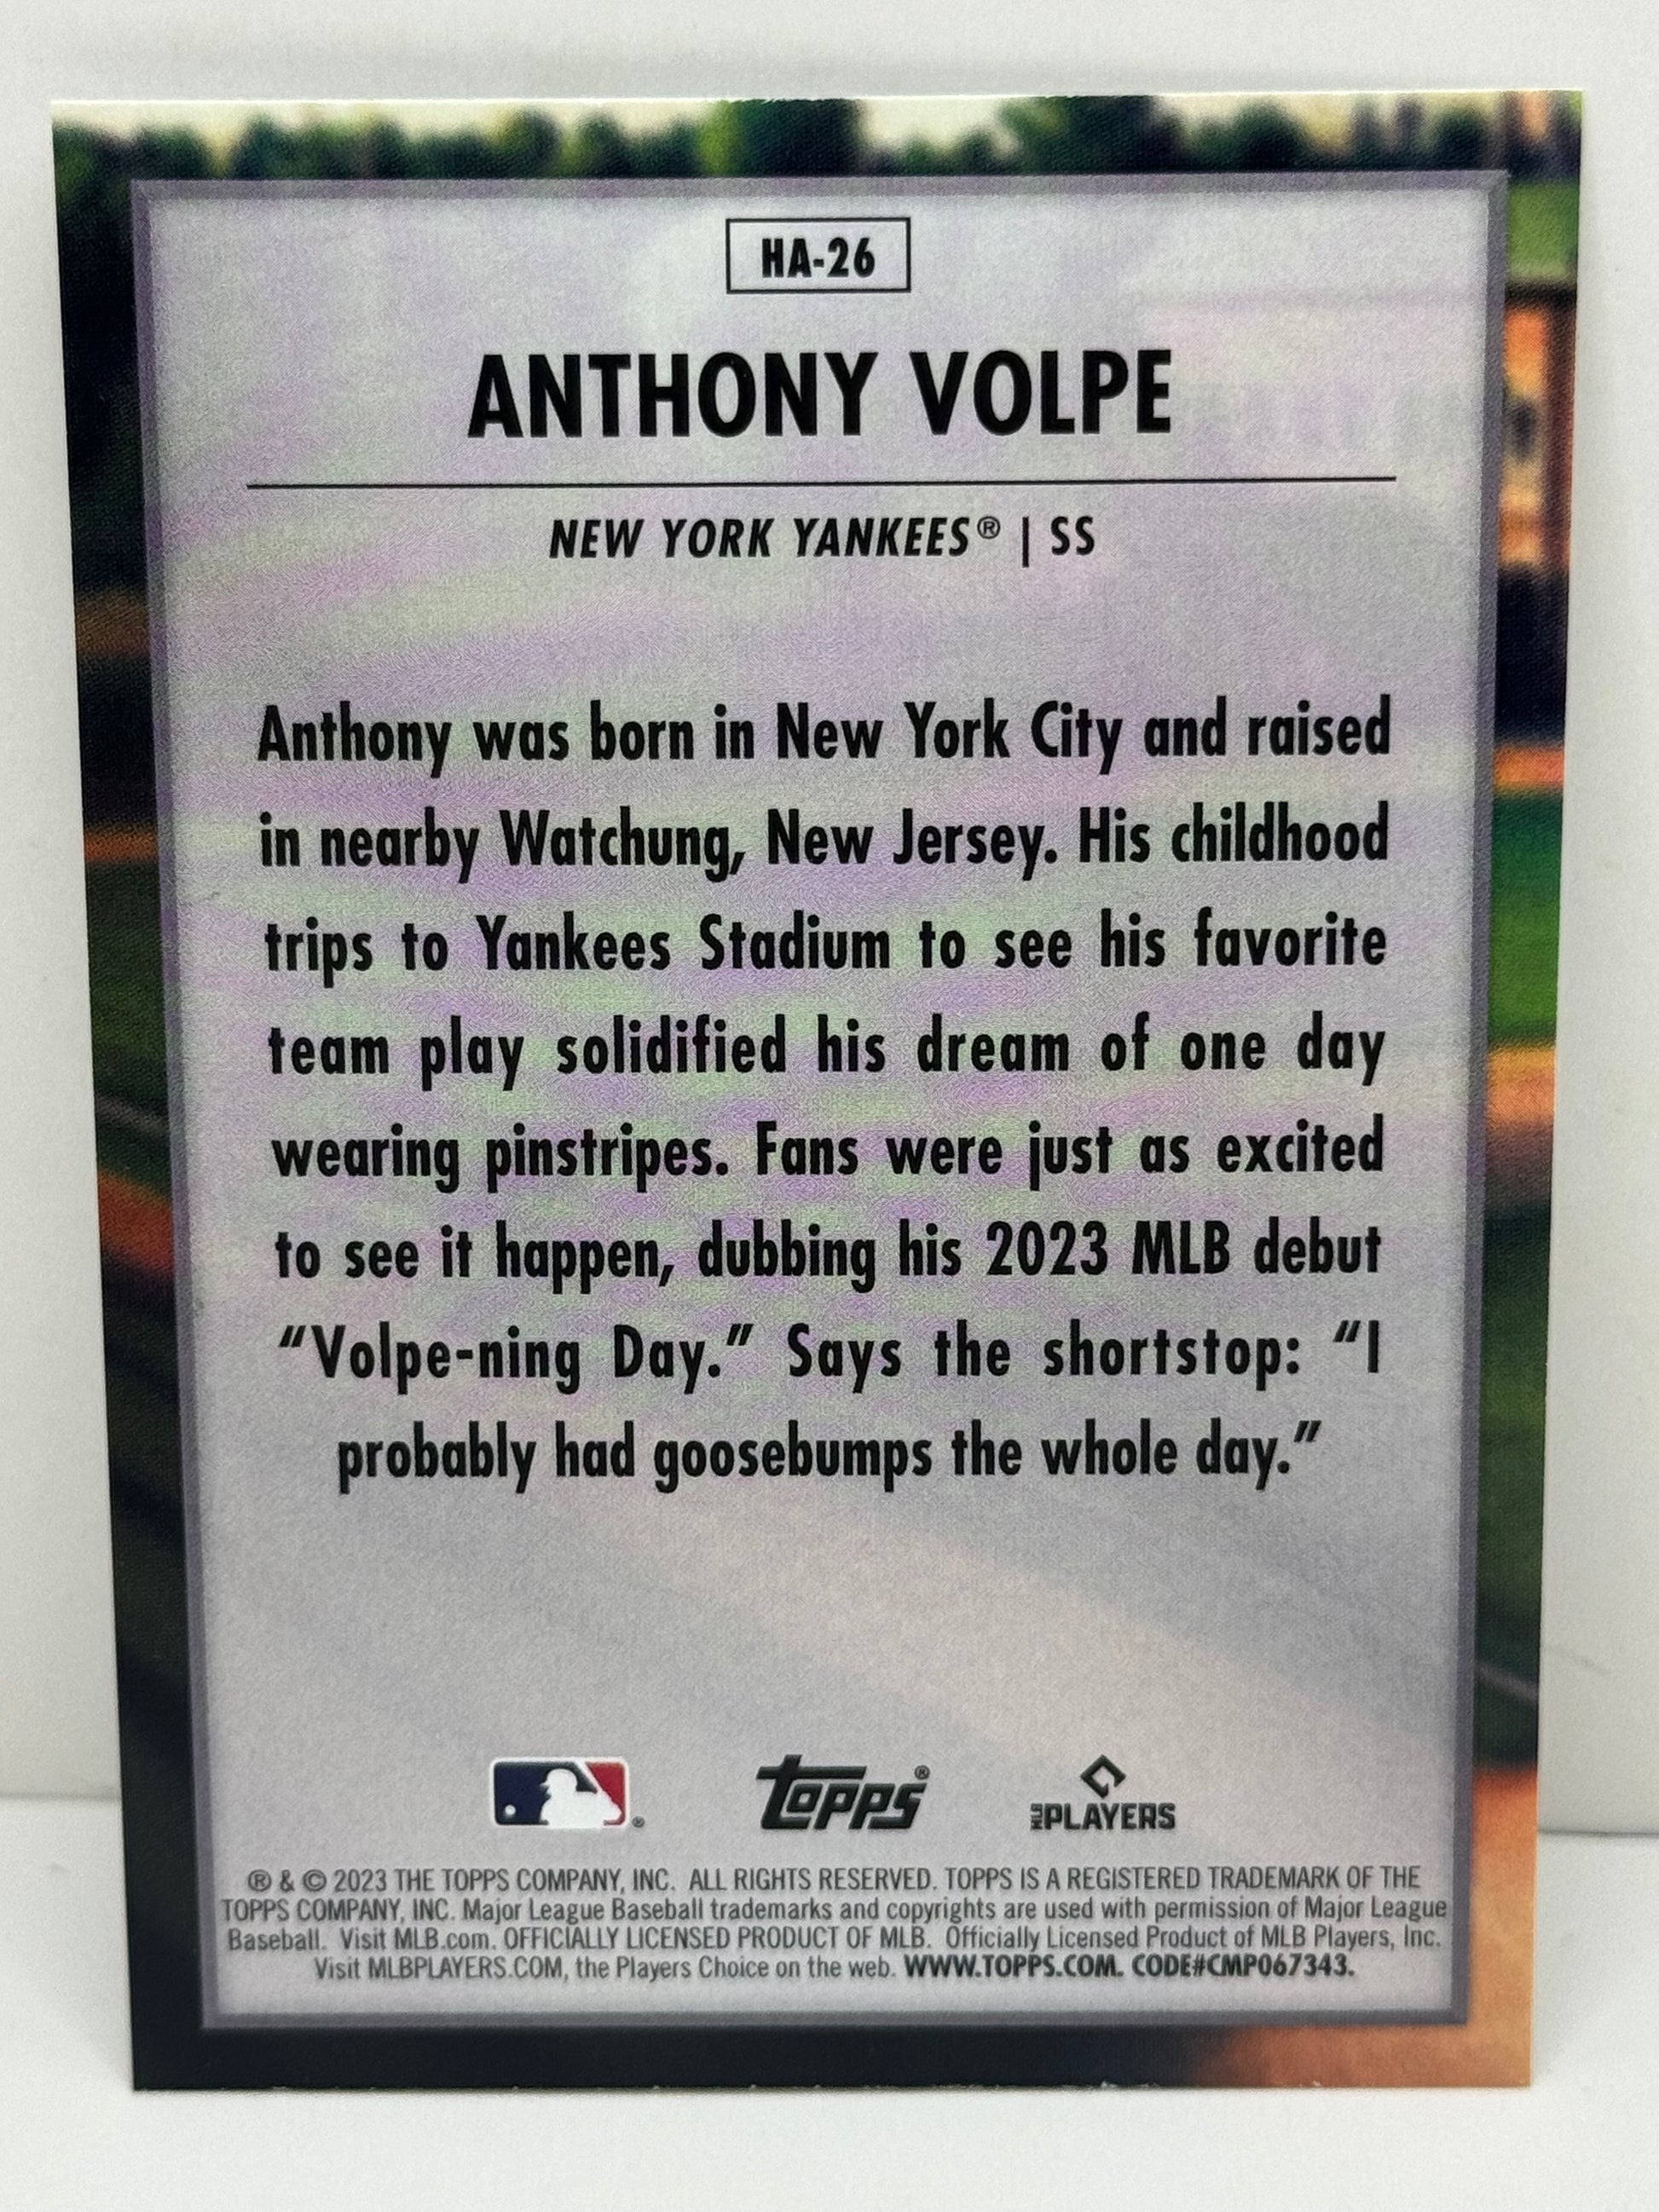 HA-26
ANTHONY VOLPE
NEW YORK YANKEES® | SS
Anthony was born in New York City and raised
in nearby Watchung, New Jersey. His childhood
trips to Yankees Stadium to see his favorite
team play solidified his dream of one day
wearing pinstripes. Fans were just as excited
to see it happen, dubbing his 2023 MLB debut
“Volpe-ning Day.” Says the shortstop: “I
probably had goosebumps the whole day.”
® topps® MLB PLAYERS
® & © 2023 THE TOPPS COMPANY, INC. ALL RIGHTS RESERVED. TOPPS IS A REGISTERED TRADEMARK OF THE
TOPPS COMPANY, INC. Major League Baseball trademarks and copyrights are used with permission of Major League
Baseball. Visit MLB.com. OFFICIALLY LICENSED PRODUCT OF MLB. Officially Licensed Product of MLB Players, Inc.
Visit MLBPLAYERS.COM, the Players Choice on the web. WWW.TOPPS.COM. CODE#CMP067343.